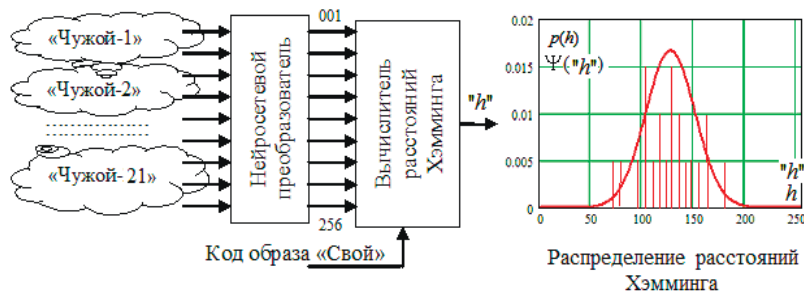 «Чужой-1»
«Чужой-2»
«Чужой- 21»
Нейросетевой
преобразователь
001
256
Вычислитель
расстояний
Хэмминга
Код образа «Свой»
"h"
0.02
0.015
0.01
0.005
0
p(h)
Ψ("h")
"h"
h
0
50
100
150
200
250
Распределение расстояний
Хэмминга